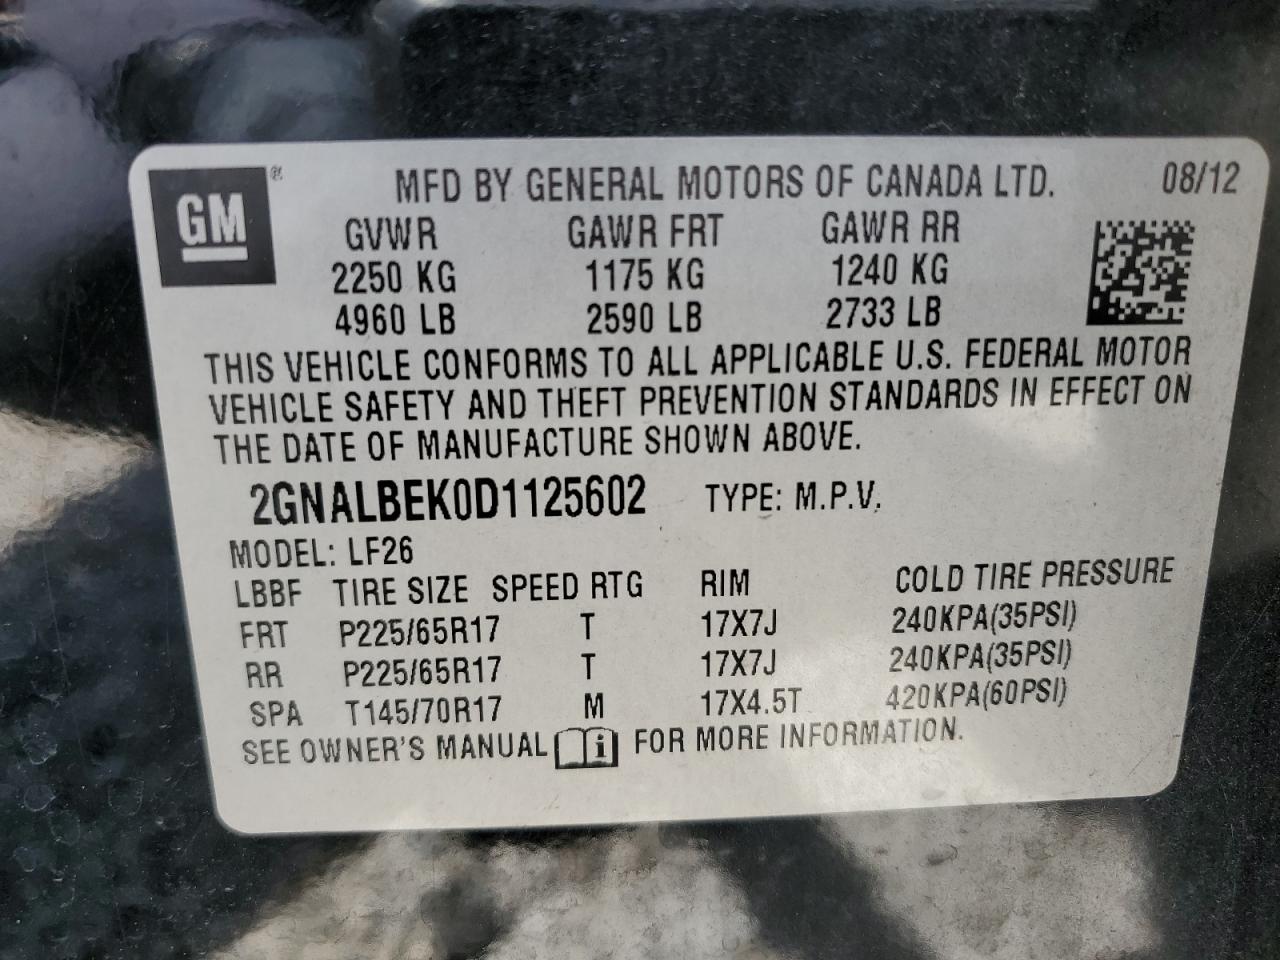 GM®
MFD BY GENERAL MOTORS OF CANADA LTD. 08/12
GVWR GAWR FRT GAWR RR
2250 KG 1175 KG 1240 KG
4960 LB 2590 LB 2733 LB
THIS VEHICLE CONFORMS TO ALL APPLICABLE U.S. FEDERAL MOTOR
VEHICLE SAFETY AND THEFT PREVENTION STANDARDS IN EFFECT ON
THE DATE OF MANUFACTURE SHOWN ABOVE.
2GNALBEK0D1125602 TYPE: M.P.V.
MODEL: LF26
LBBF TIRE SIZE SPEED RTG RIM COLD TIRE PRESSURE
FRT P225/65R17 T 17X7J 240KPA(35PSI)
RR P225/65R17 T 17X7J 240KPA(35PSI)
SPA T145/70R17 M 17X4.5T 420KPA(60PSI)
SEE OWNER'S MANUAL i FOR MORE INFORMATION.